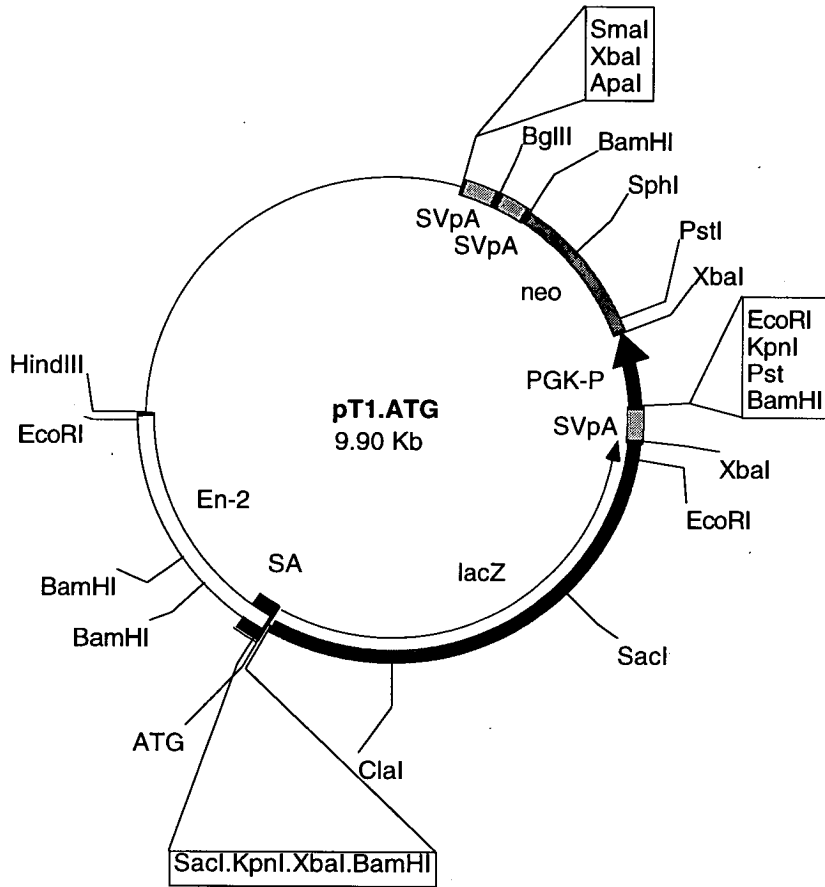 SmaI
XbaI
ApaI
BglII
BamHI
SphI
SVpA
SVpA
PstI
neo
XbaI
EcoRI
KpnI
Pst
BamHI
HindIII
PGK-P
pT1.ATG
EcoRI
SVpA
9.90 Kb
XbaI
En-2
EcoRI
SA
lacZ
BamHI
BamHI
SacI
ATG
ClaI
SacI.KpnI.XbaI.BamHI